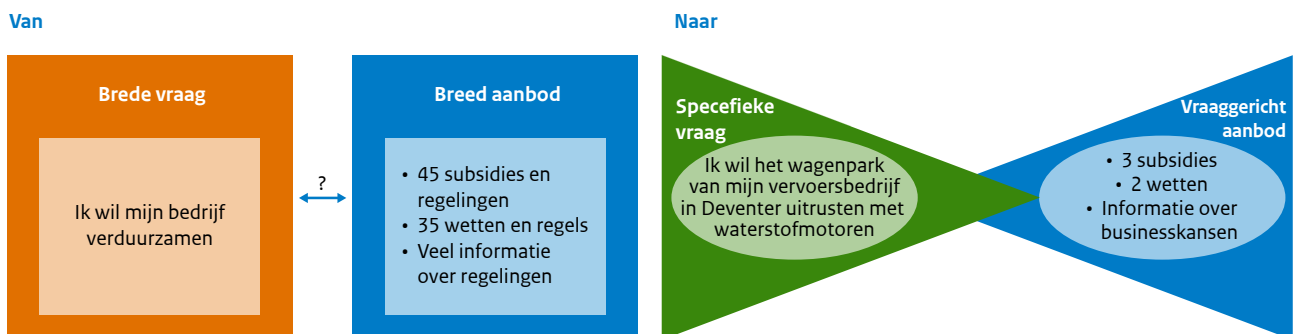 Van
Brede vraag
Ik wil mijn bedrijf
verduurzamen
?
Breed aanbod
• 45 subsidies en
regelingen
• 35 wetten en regels
• Veel informatie
over regelingen
Naar
Specefieke
vraag
Ik wil het wagenpark
van mijn vervoersbedrijf
in Deventer uitrusten met
waterstofmotoren
Vraaggericht
aanbod
• 3 subsidies
• 2 wetten
• Informatie over
businesskansen